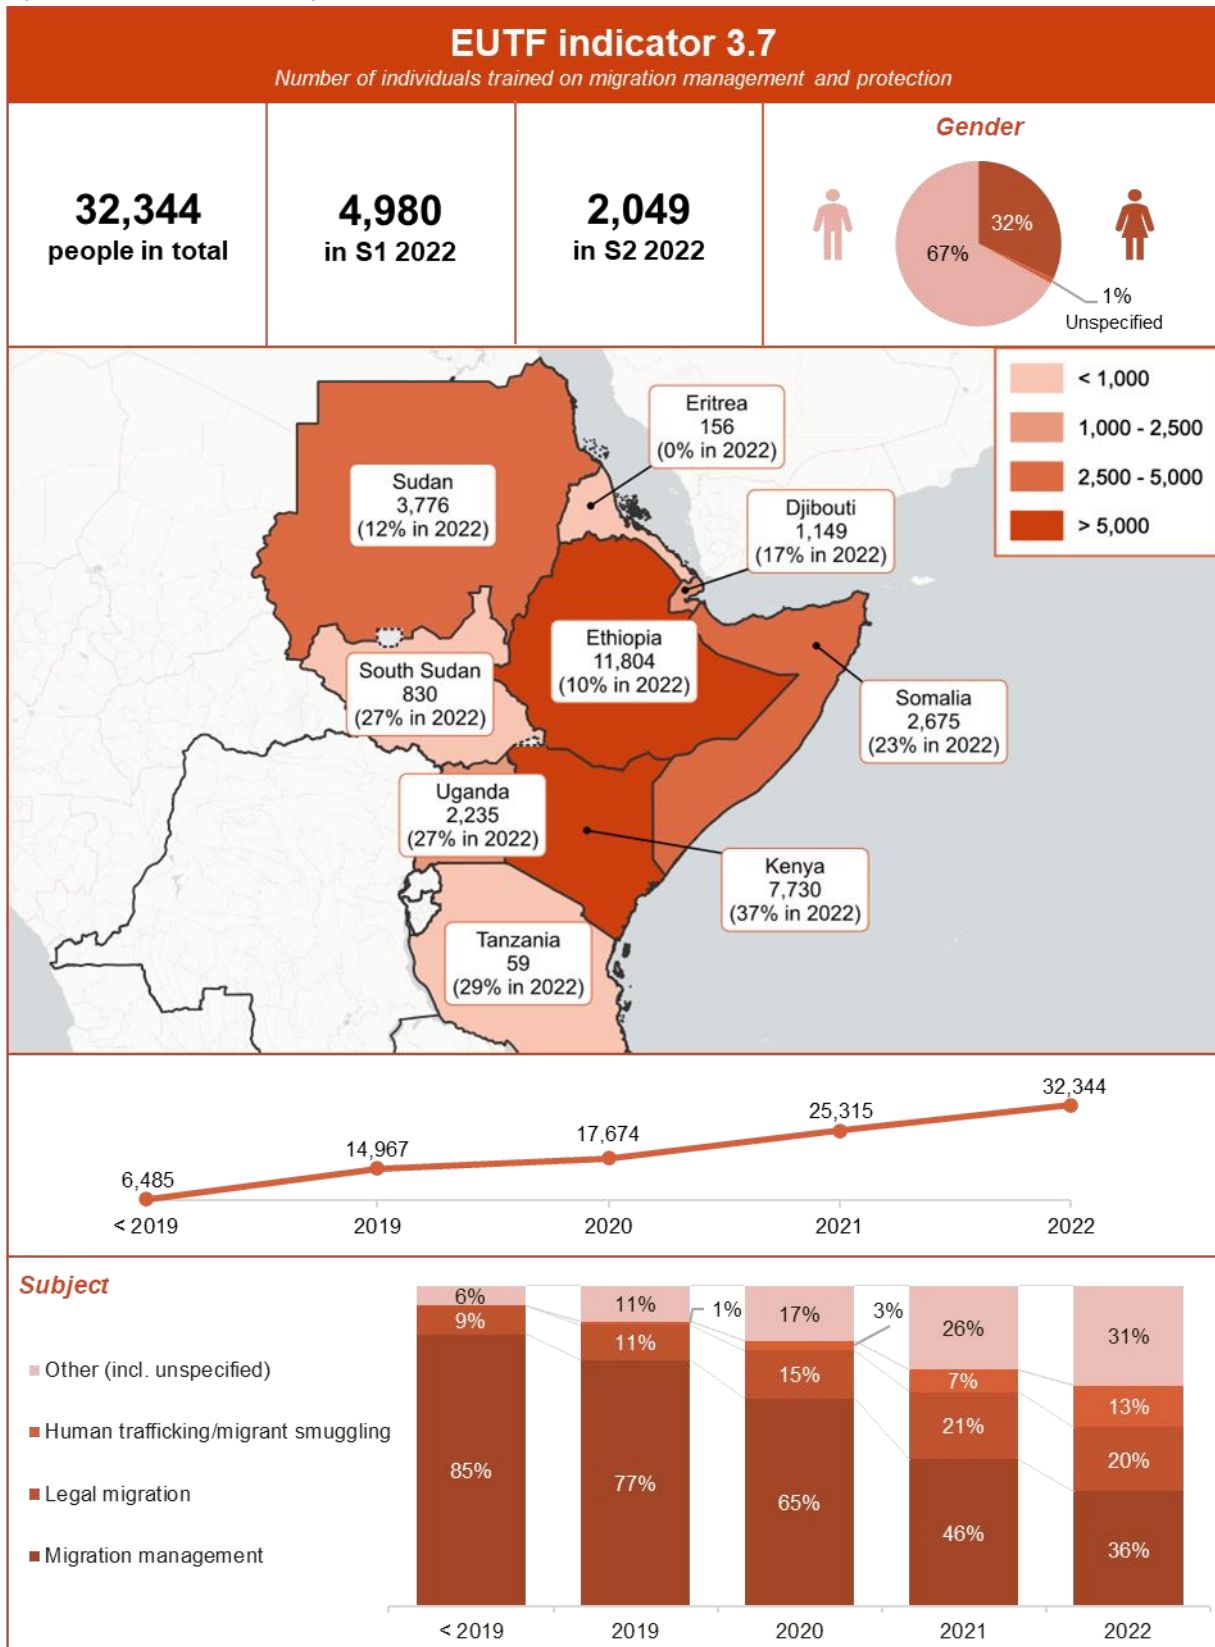 EUTF indicator 3.7
Number of individuals trained on migration management and protection
32,344
people in total
4,980
in S1 2022
2,049
in S2 2022
Gender
32%
67%
1%
Unspecified
< 1,000
1,000 - 2,500
2,500 - 5,000
> 5,000
Eritrea
156
(0% in 2022)
Sudan
3,776
(12% in 2022)
Djibouti
1,149
(17% in 2022)
Ethiopia
11,804
(10% in 2022)
South Sudan
830
(27% in 2022)
Somalia
2,675
(23% in 2022)
Uganda
2,235
(27% in 2022)
Kenya
7,730
(37% in 2022)
Tanzania
59
(29% in 2022)
6,485
14,967
17,674
25,315
32,344
< 2019
2019
2020
2021
2022
Subject
Other (incl. unspecified)
Human trafficking/migrant smuggling
Legal migration
Migration management
6%
9%
85%
11%
1%
11%
77%
17%
3%
15%
65%
26%
7%
21%
46%
31%
13%
20%
36%
< 2019
2019
2020
2021
2022